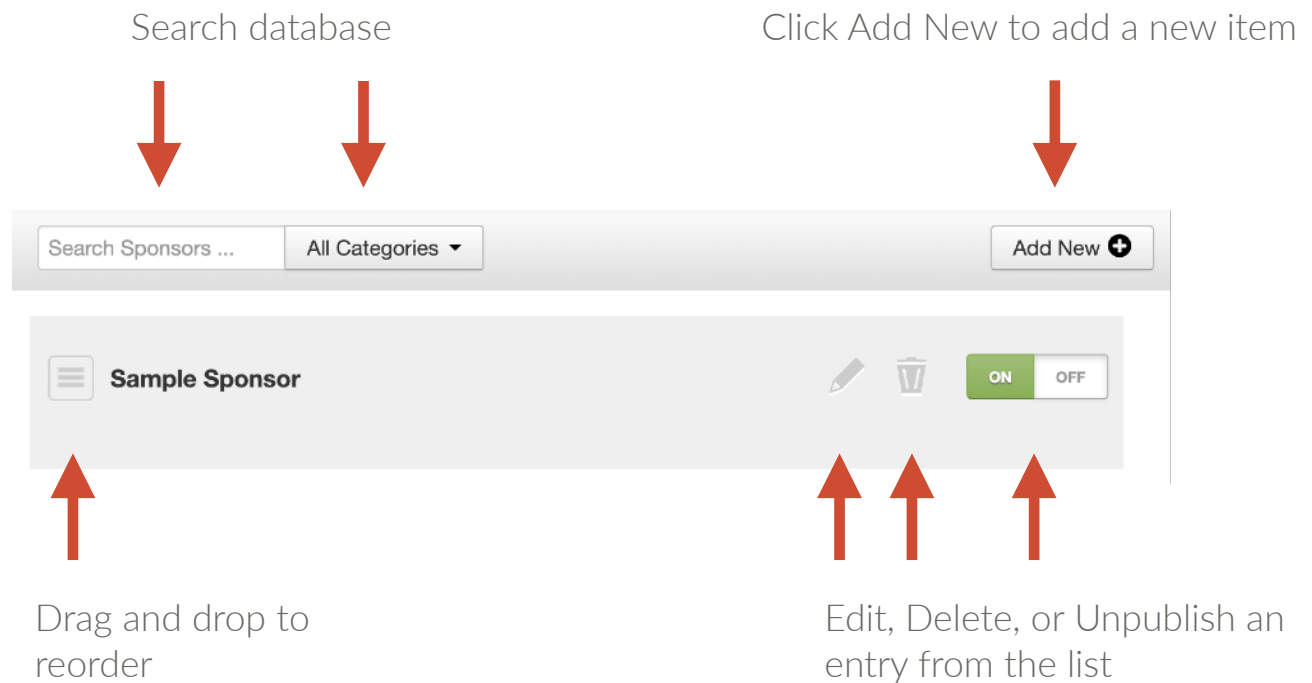 Search database
Click Add New to add a new item
Search Sponsors ...
All Categories
Add New
Sample Sponsor
ON
OFF
Drag and drop to
reorder
Edit, Delete, or Unpublish an
entry from the list